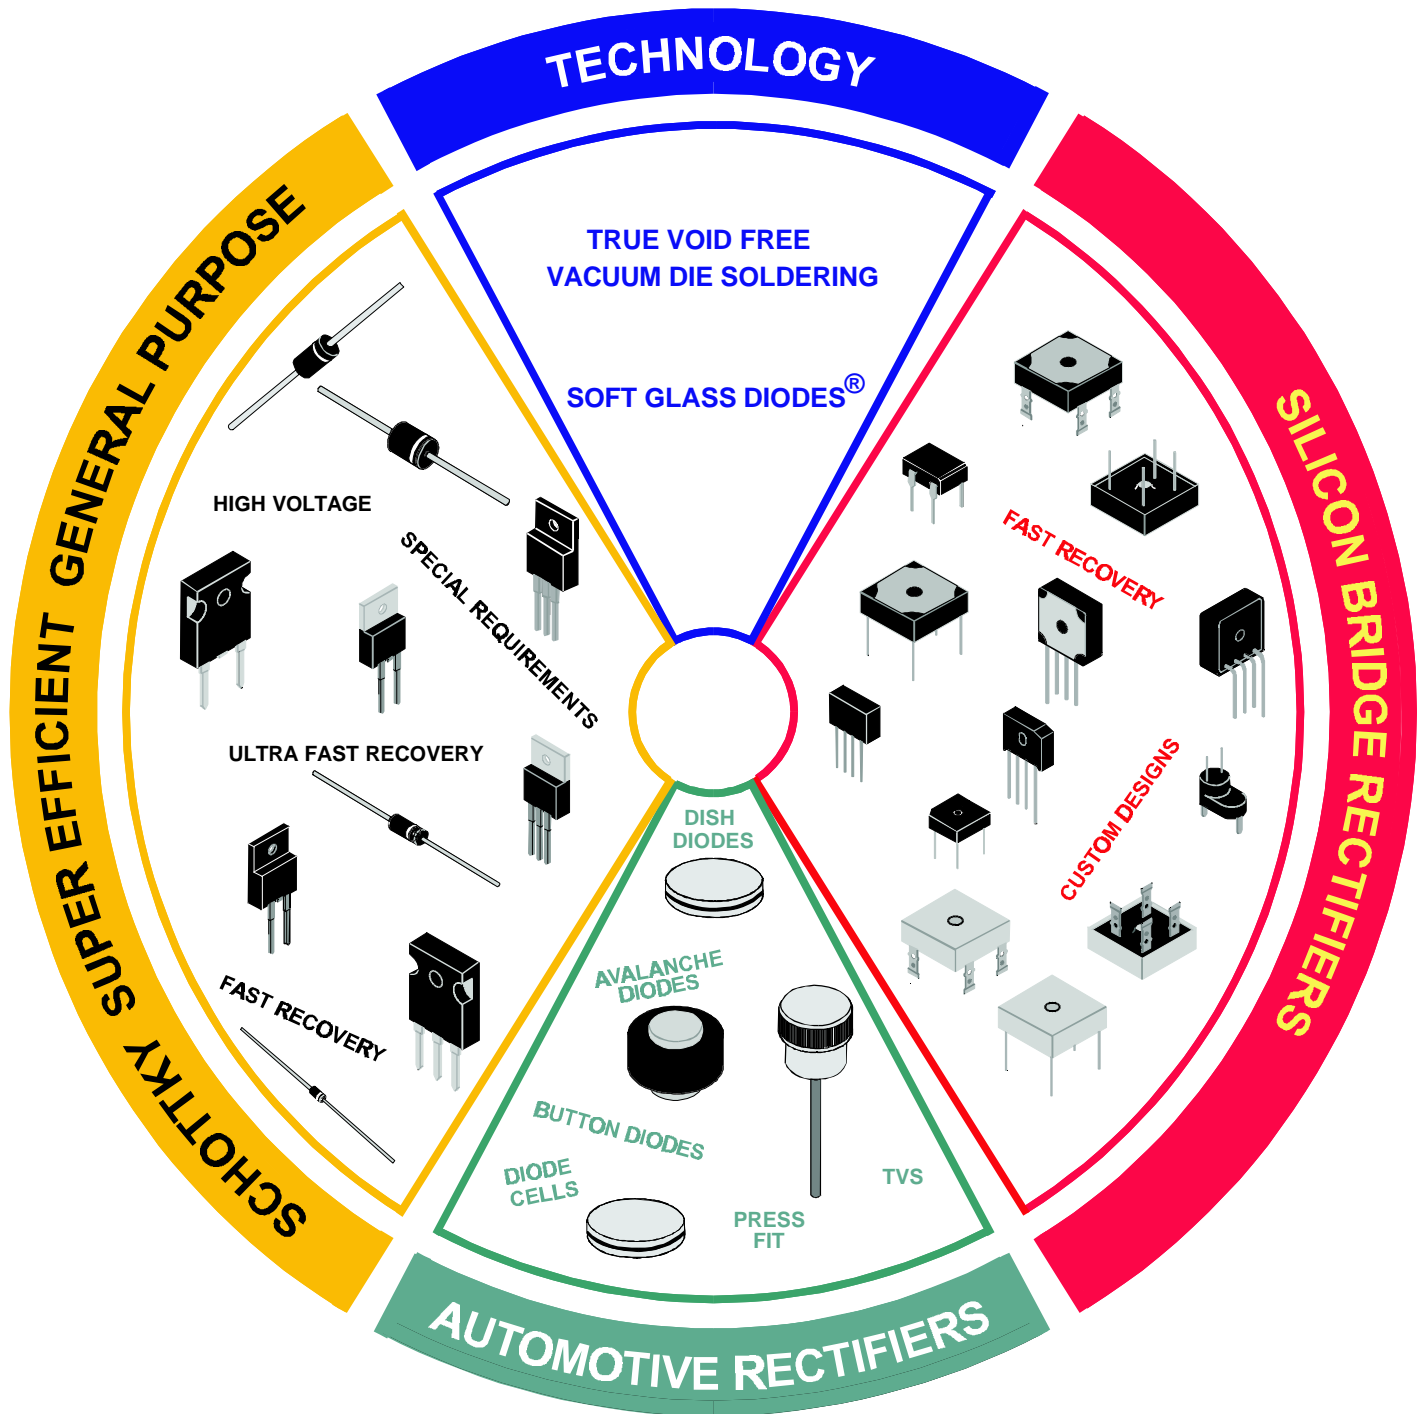 TECHNOLOGY
TRUE VOID FREE
VACUUM DIE SOLDERING
SOFT GLASS DIODES®
SCHOTTKY SUPER EFFICIENT GENERAL PURPOSE
HIGH VOLTAGE
SPECIAL REQUIREMENTS
ULTRA FAST RECOVERY
FAST RECOVERY
SILICON BRIDGE RECTIFIERS
FAST RECOVERY
CUSTOM DESIGNS
DISH
DIODES
AVALANCHE
DIODES
BUTTON DIODES
DIODE
CELLS
PRESS
FIT
TVS
AUTOMOTIVE RECTIFIERS